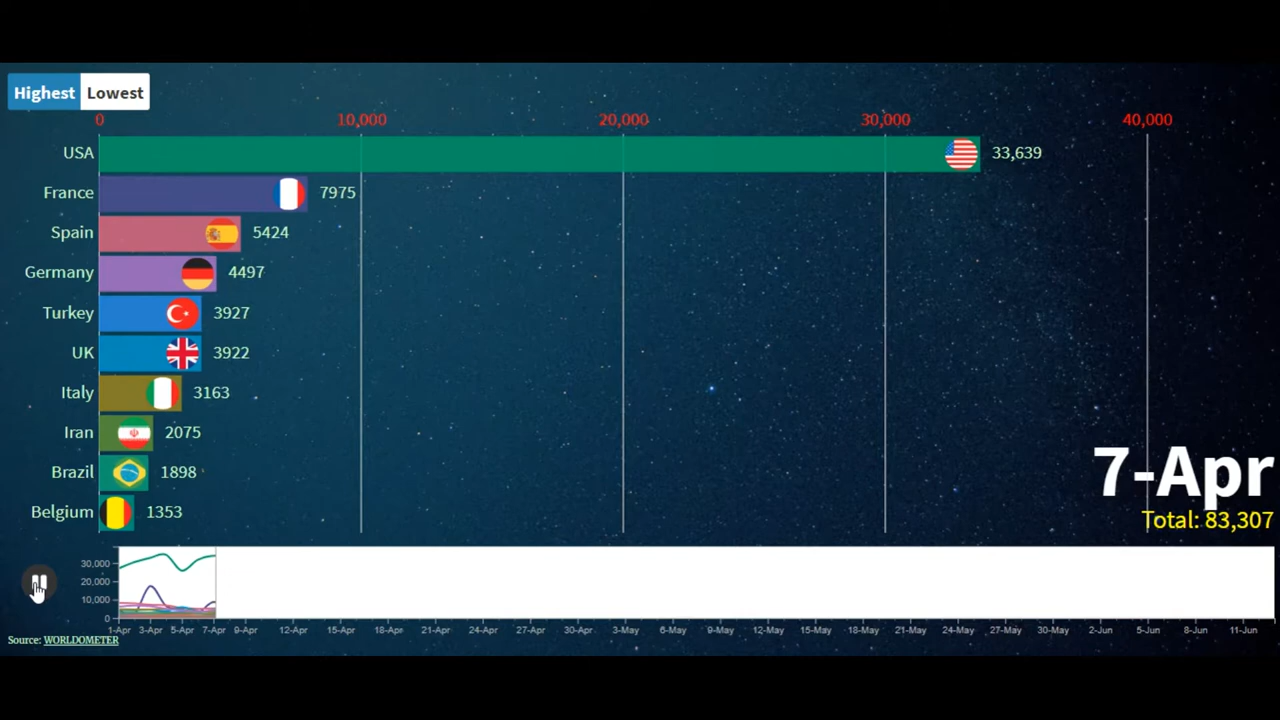 Highest Lowest
0 10,000 20,000 30,000 40,000
USA 33,639
France 7975
Spain 5424
Germany 4497
Turkey 3927
UK 3922
Italy 3163
Iran 2075
Brazil 1898
Belgium 1353
7-Apr
Total: 83,307
30,000
20,000
10,000
0
1-Apr 3-Apr 5-Apr 7-Apr 9-Apr 12-Apr 15-Apr 18-Apr 21-Apr 24-Apr 27-Apr 30-Apr 3-May 6-May 9-May 12-May 15-May 18-May 21-May 24-May 27-May 30-May 2-Jun 5-Jun 8-Jun 11-Jun
Source: WORLDOMETER